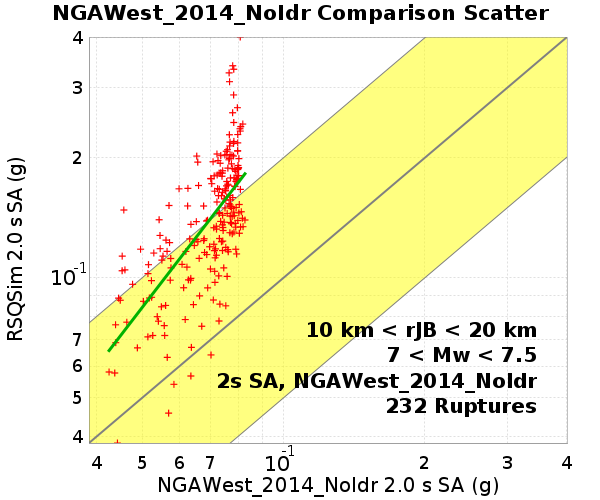 NGAWest_2014_NoIdr Comparison Scatter
RSQSim 2.0 s SA (g)
4
3
2
10⁻¹
7
6
5
4
10 km < rJB < 20 km
7 < Mw < 7.5
2s SA, NGAWest_2014_NoIdr
232 Ruptures
4 5 6 7 10⁻¹ 2 3 4
NGAWest_2014_NoIdr 2.0 s SA (g)